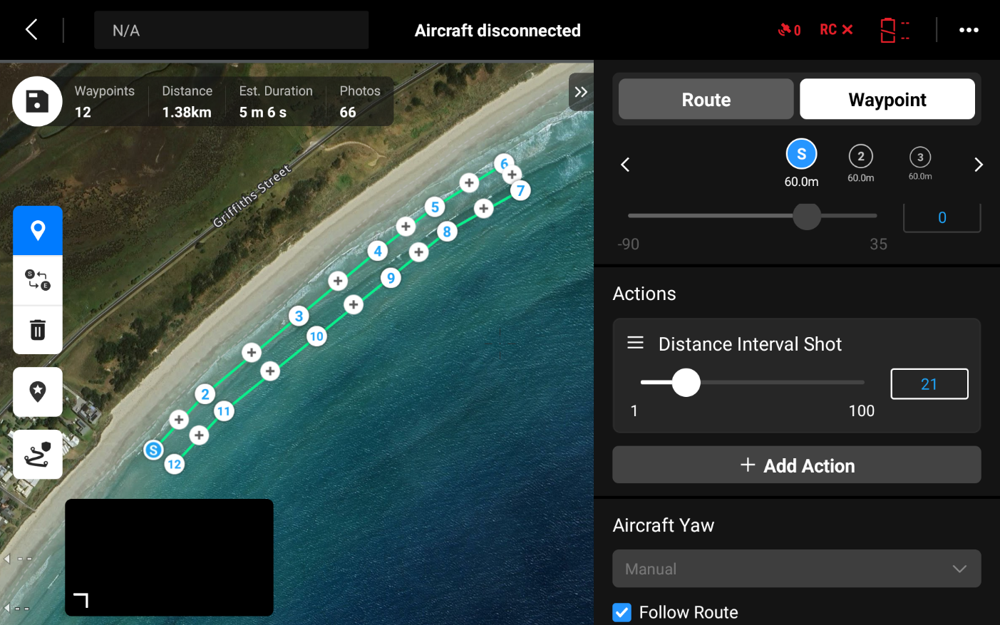 N/A
Aircraft disconnected
0
RC
Waypoints
12
Distance
1.38km
Est. Duration
5 m 6 s
Photos
66
Griffiths Street
S
E
6
7
5
8
4
9
3
10
2
11
S
12
Route
Waypoint
S
60.0m
2
60.0m
3
60.0m
0
-90
35
Actions
Distance Interval Shot
21
1
100
+ Add Action
Aircraft Yaw
Manual
Follow Route